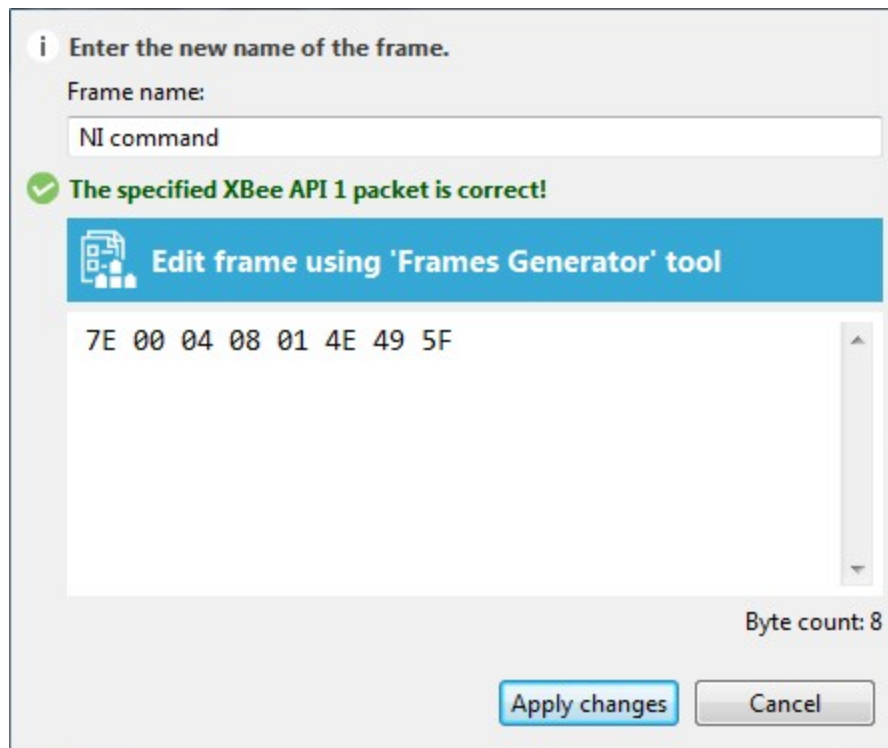 i Enter the new name of the frame.
Frame name:
NI command
The specified XBee API 1 packet is correct!
Edit frame using 'Frames Generator' tool
7E 00 04 08 01 4E 49 5F
Byte count: 8
Apply changes Cancel